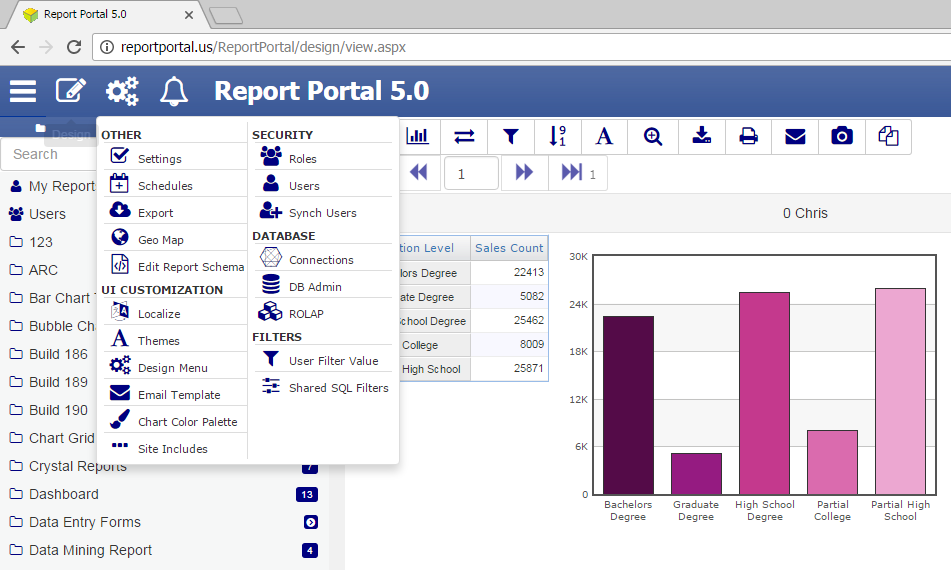 Report Portal 5.0
reportportal.us/ReportPortal/design/view.aspx
Report Portal 5.0
Design
Search
My Report
Users
123
ARC
Bar Chart
Bubble Cha
Build 186
Build 189
Build 190
Chart Grid
Crystal Reports 7
Dashboard 13
Data Entry Forms
Data Mining Report 4
OTHER
Settings
Schedules
Export
Geo Map
Edit Report Schema
UI CUSTOMIZATION
Localize
Themes
Design Menu
Email Template
Chart Color Palette
Site Includes
SECURITY
Roles
Users
Synch Users
DATABASE
Connections
DB Admin
ROLAP
FILTERS
User Filter Value
Shared SQL Filters
1 1
0 Chris
tion Level Sales Count
lors Degree 22413
ate Degree 5082
School Degree 25462
College 8009
High School 25871
30K
24K
18K
12K
6K
0
Bachelors Degree
Graduate Degree
High School Degree
Partial College
Partial High School